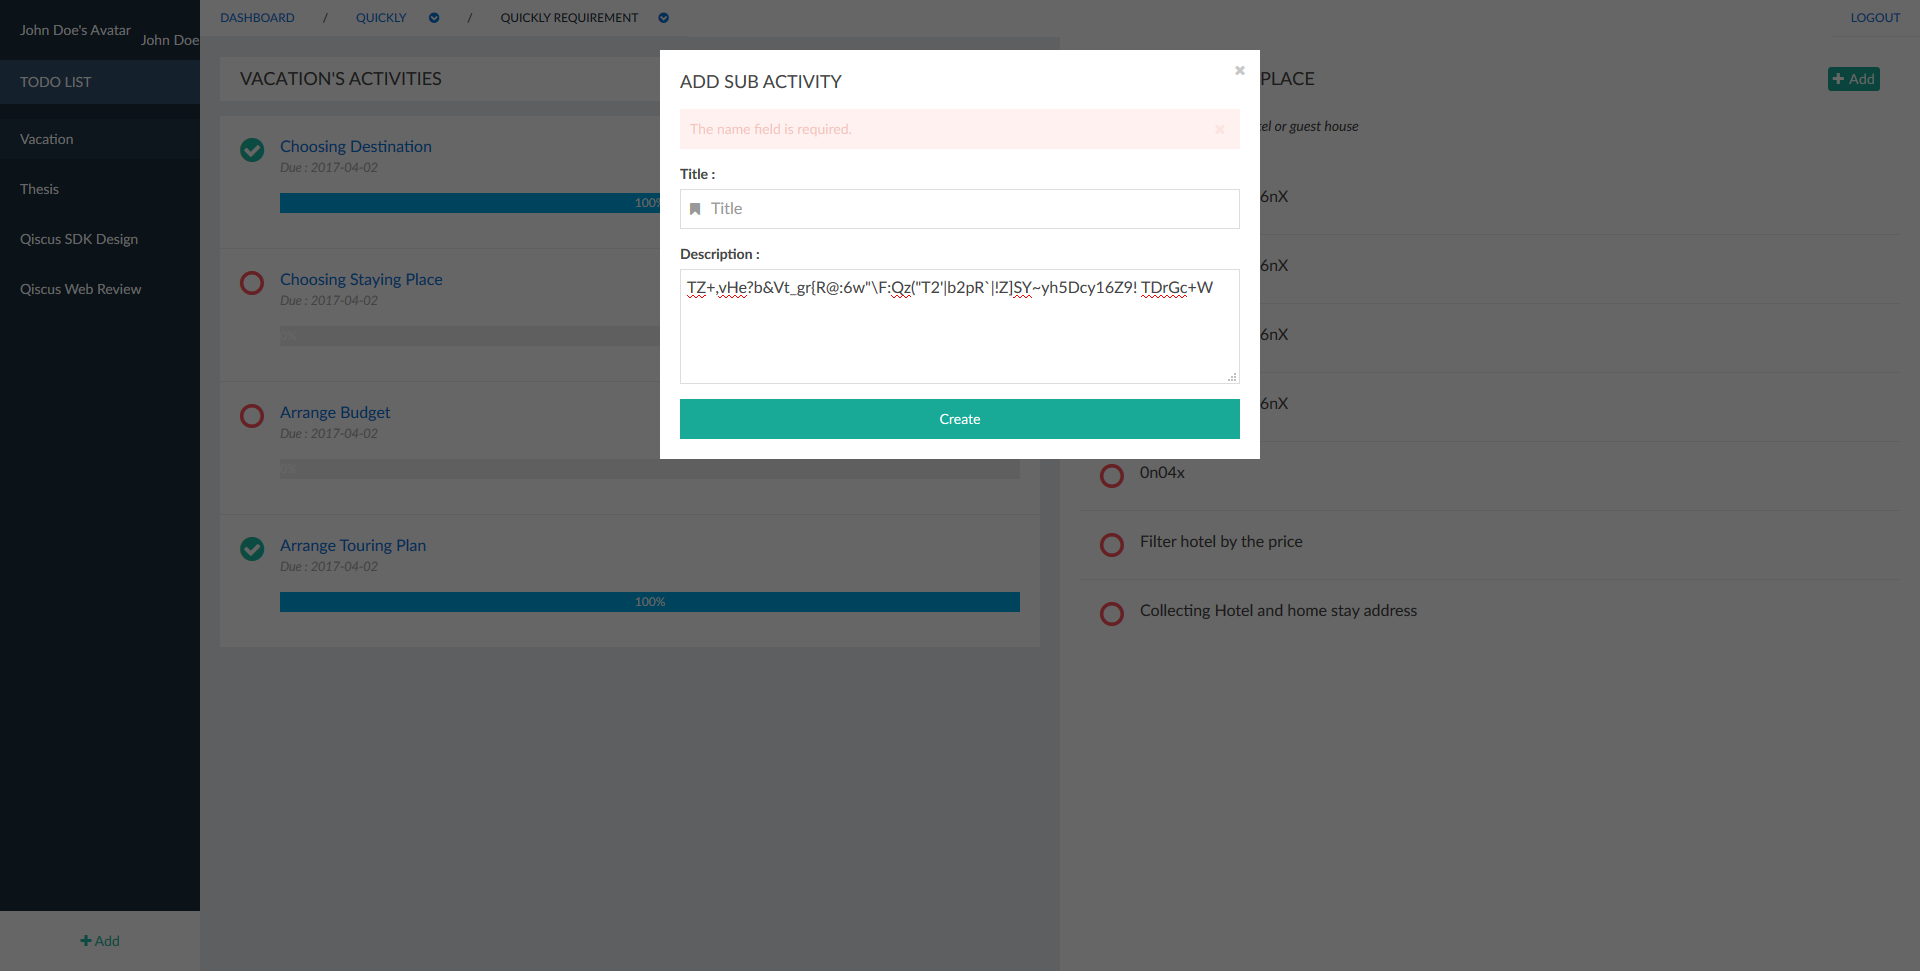 John Doe's Avatar
John Doe
TODO LIST
Vacation
Thesis
Qiscus SDK Design
Qiscus Web Review
+ Add
DASHBOARD / QUICKLY / QUICKLY REQUIREMENT
LOGOUT
VACATION'S ACTIVITIES
Choosing Destination
Due : 2017-04-02
100%
Choosing Staying Place
Due : 2017-04-02
0%
Arrange Budget
Due : 2017-04-02
0%
Arrange Touring Plan
Due : 2017-04-02
100%
ADD SUB ACTIVITY
The name field is required.
Title :
Title
Description :
TZ+,vHe?b&Vt_gr{R@:6w"\F:Qz("T2'|b2pR`|!Z]SY~yh5Dcy16Z9! TDrGc+W
Create
PLACE
+ Add
or guest house
6nX
6nX
6nX
6nX
0n04x
Filter hotel by the price
Collecting Hotel and home stay address